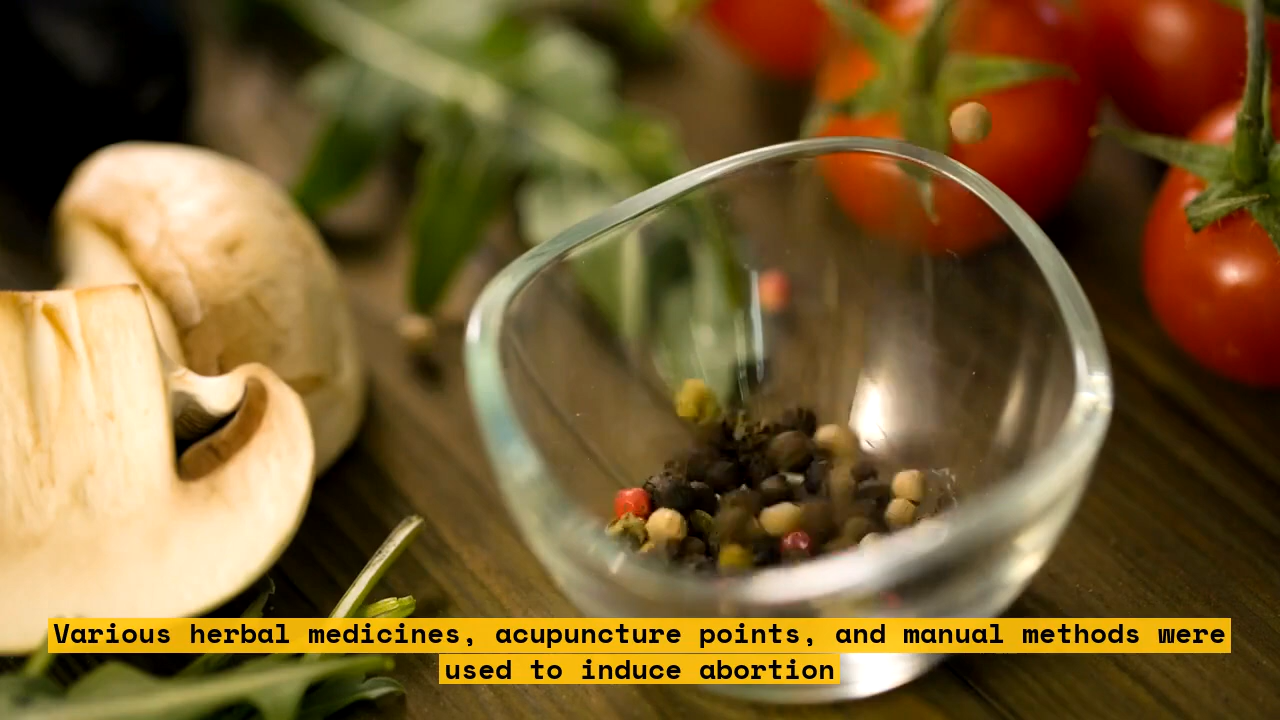 Various herbal medicines, acupuncture points, and manual methods were
used to induce abortion